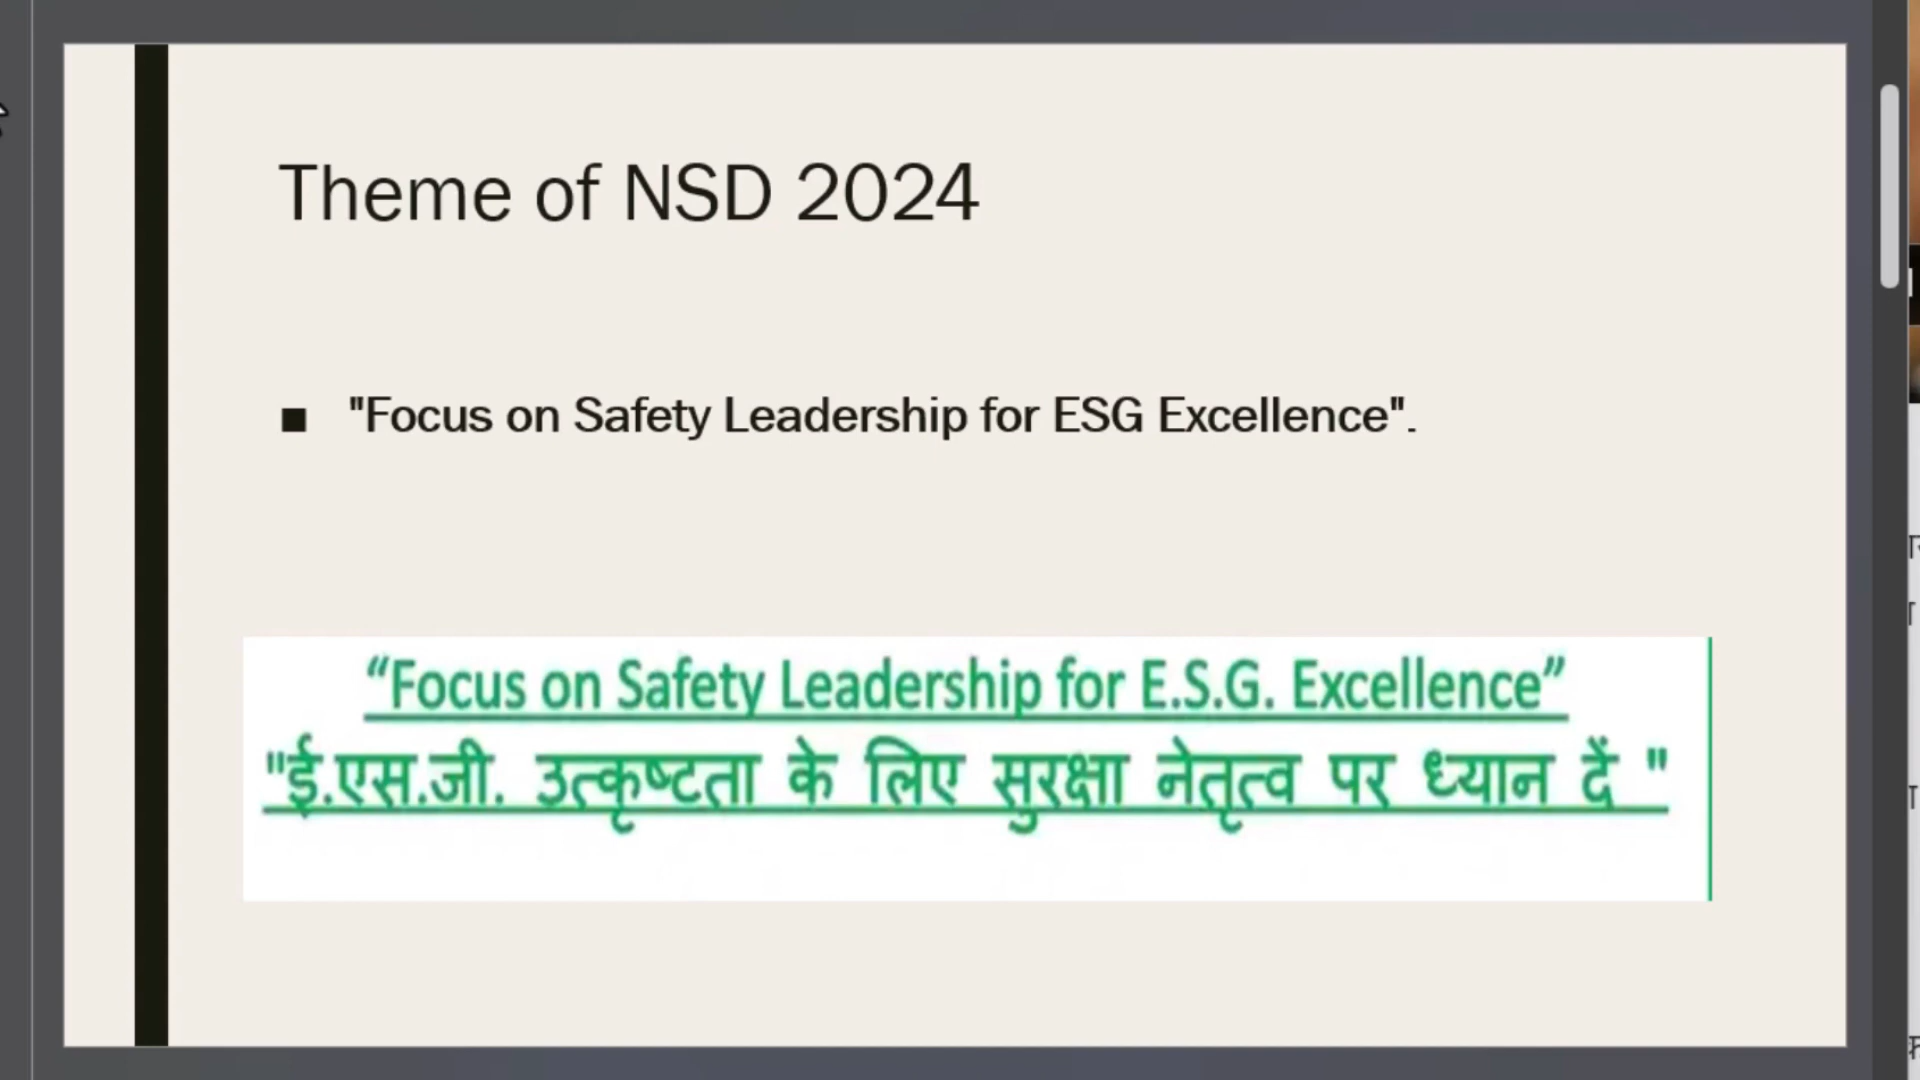 Theme of NSD 2024
■ "Focus on Safety Leadership for ESG Excellence".
“Focus on Safety Leadership for E.S.G. Excellence”
"ई.एस.जी. उत्कृष्टता के लिए सुरक्षा नेतृत्व पर ध्यान दें "